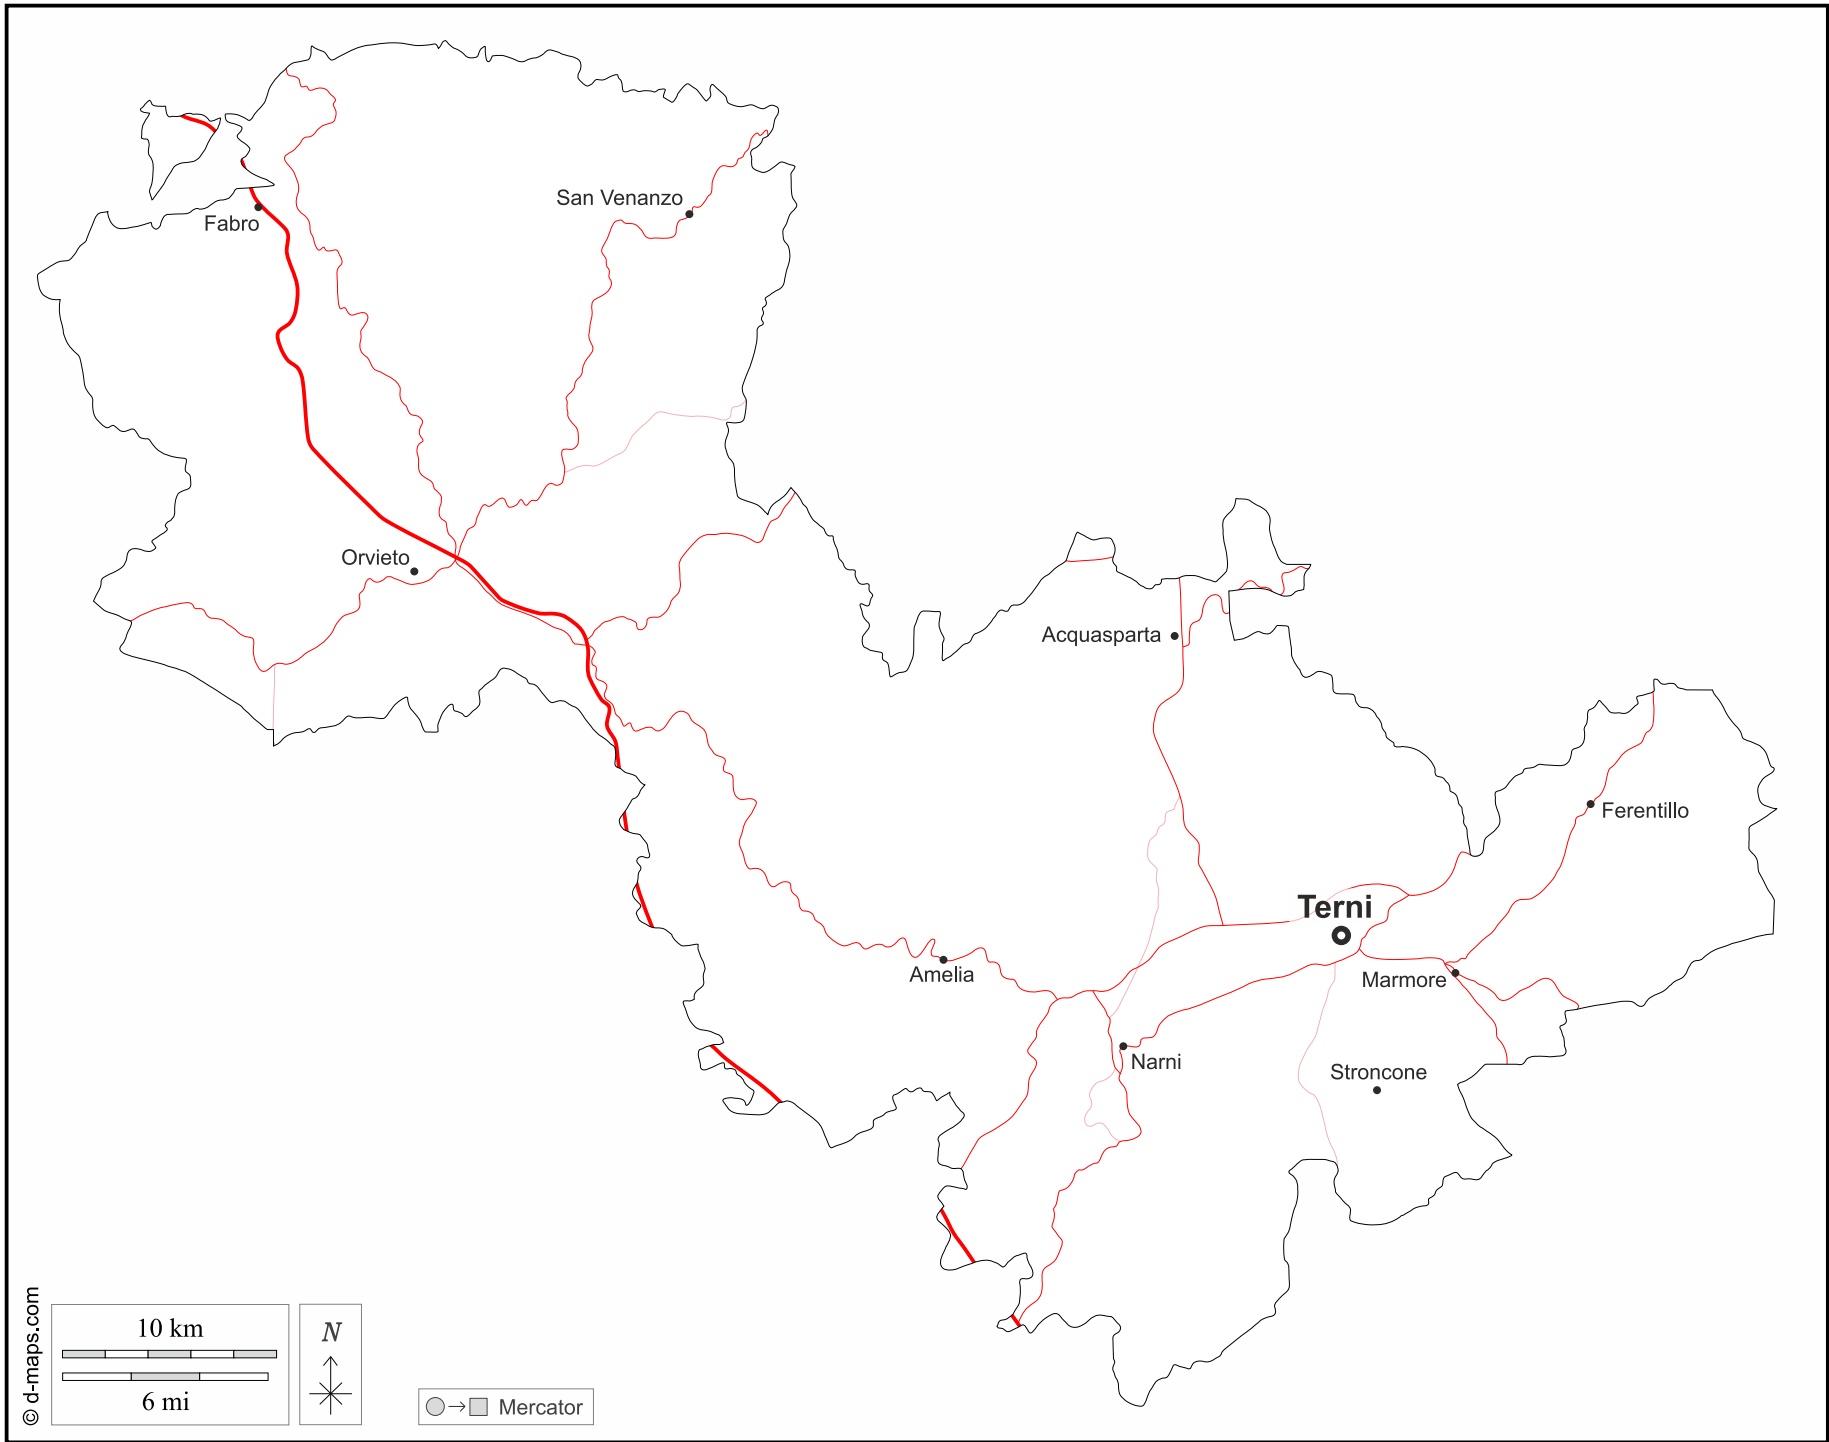 San Venanzo
Fabro
Orvieto
Acquasparta
Ferentillo
Terni
Amelia
Marmore
Narni
Stroncone
© d-maps.com
10 km
6 mi
N
Mercator